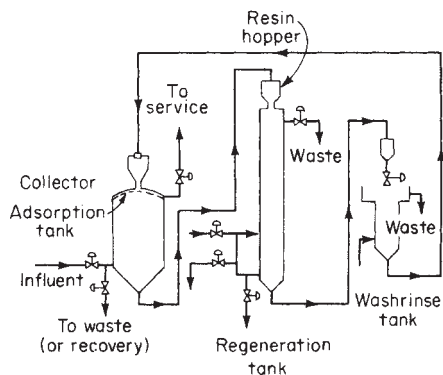 Resin
hopper
To
service
Waste
Collector
Adsorption
tank
Waste
Influent
Washrinse
tank
To waste
(or recovery)
Regeneration
tank